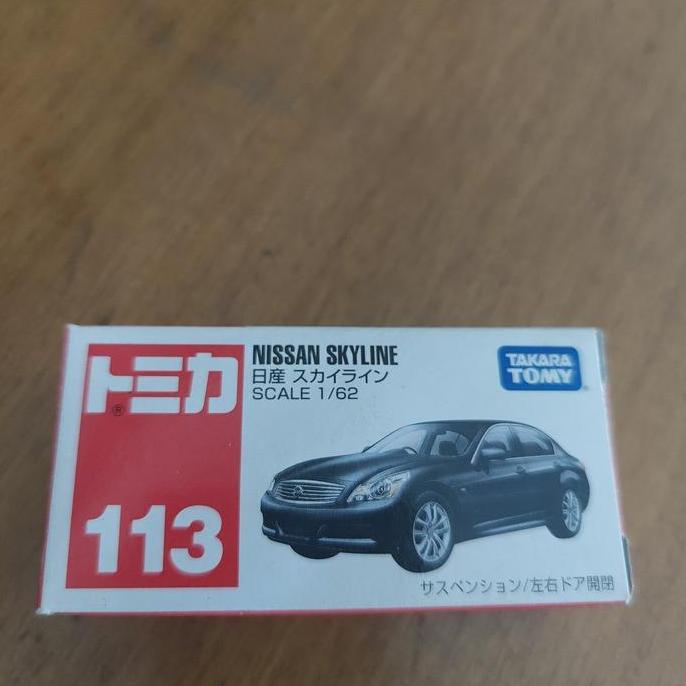 トミカ®
113
NISSAN SKYLINE
日産 スカイライン
SCALE 1/62
TAKARA
TOMY
サスペンション/左右ドア開閉